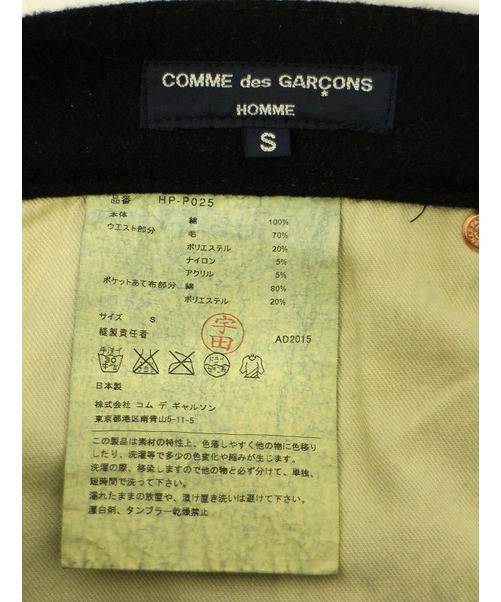 COMME des GARÇONS
HOMME
S
品番 HP-P025
本体 綿 100%
ウエスト部分 毛 70%
ポリエステル 20%
ナイロン 5%
アクリル 5%
ポケットあて布部分 綿 80%
ポリエステル 20%
サイズ S
縫製責任者 宇田 AD2015
手ヨイ
30
中性
ドライ
日本製
株式会社 コム デ ギャルソン
東京都港区南青山5-11-5
この製品は素材の特性上、色落しやすく他の物に色移り
したり、洗濯等で多少の色変化や縮みが生じます。
洗濯の際、移染しますので他の物と必ず分けて、単独、
短時間で洗って下さい。
濡れたままの放置や、漬け置き洗いは避けて下さい。
漂白剤、タンブラー乾燥禁止